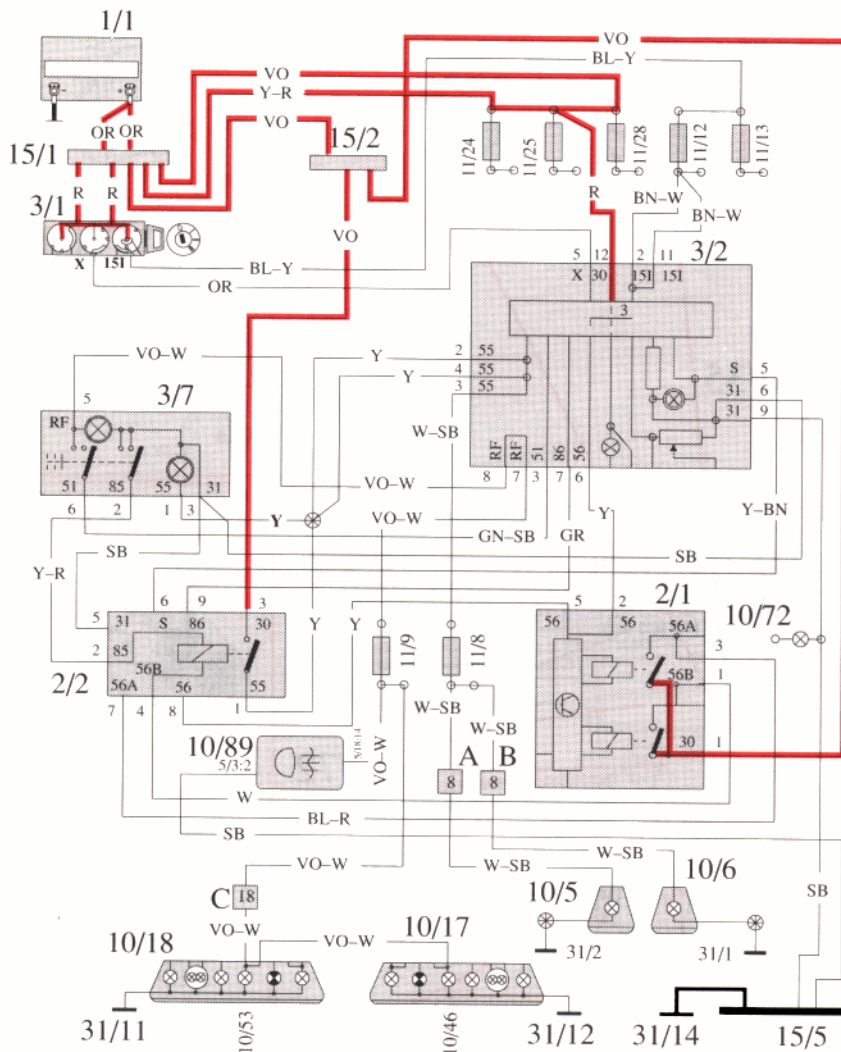 1/1
- +
VO
VO
BL–Y
Y–R
VO
OR OR
15/1
15/2
11/24 11/25 11/28 11/12 11/13
R R
R
3/1
VO
BN–W
BN–W
X 15I
BL–Y
OR
5 12 2 11
3/2
X 30 15I 15I
3
VO–W
Y
2 55
Y
4 55
3 55
S 5
31 6
31 9
5
3/7
RF
W–SB
RF RF 51 86 56
8 7 3 7 6
51 85 55 31
6 2 1 3
VO–W
VO–W
Y
GN–SB
GR
Y
Y–BN
SB
SB
Y–R
6 9 3
5 31 S 86 30
2 85
56B
56A 56 55
2/2
7 4 8 1
Y Y
11/9 11/8
5 2
2/1
56 56 56A
3
56B 1
30 1
10/72
10/89
5/3:2
5/18:14
VO–W
W–SB
W–SB
A B
8 8
W
BL–R
SB
VO–W
W–SB
W–SB
C 18
VO–W
VO–W
10/5
10/6
SB
31/2
31/1
10/18
10/17
31/11
10/53
10/46
31/12
31/14
15/5